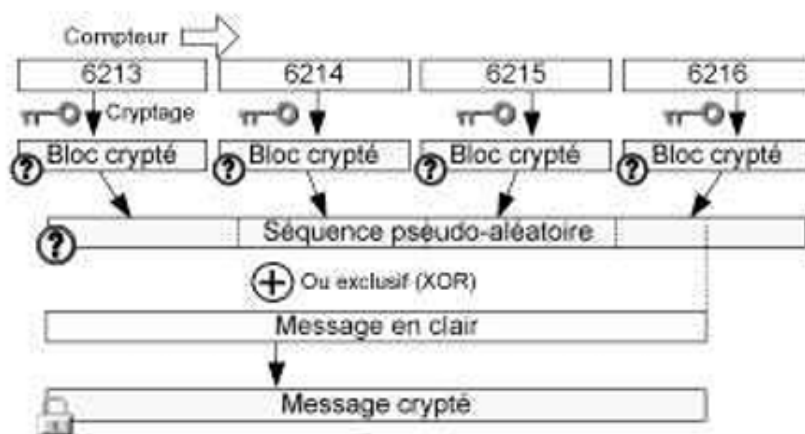 Compteur
6213 6214 6215 6216
Cryptage
Bloc crypté Bloc crypté Bloc crypté Bloc crypté
? ? ? ?
Séquence pseudo-aléatoire
?
+ Ou exclusif (XOR)
Message en clair
Message crypté